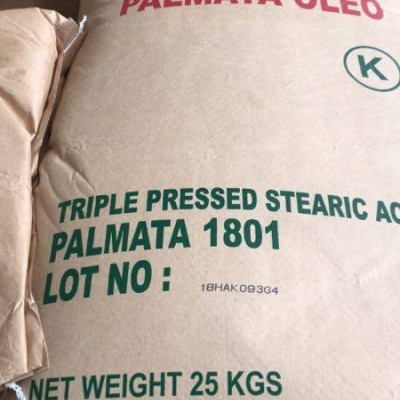 PALMATA OLEO
K
TRIPLE PRESSED STEARIC AC
PALMATA 1801
LOT NO : 18HAK093G4
NET WEIGHT 25 KGS